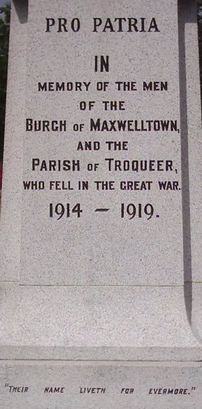 PRO PATRIA
IN
MEMORY OF THE MEN
OF THE
BURGH OF MAXWELLTOWN,
AND THE
PARISH OF TROQUEER,
WHO FELL IN THE GREAT WAR.
1914 – 1919.
"THEIR NAME LIVETH FOR EVERMORE."